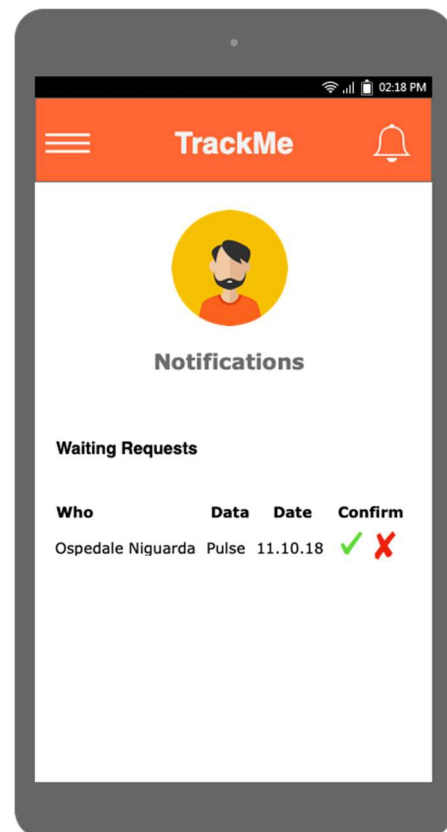 02:18 PM
TrackMe
Notifications
Waiting Requests
Who Data Date Confirm
Ospedale Niguarda Pulse 11.10.18